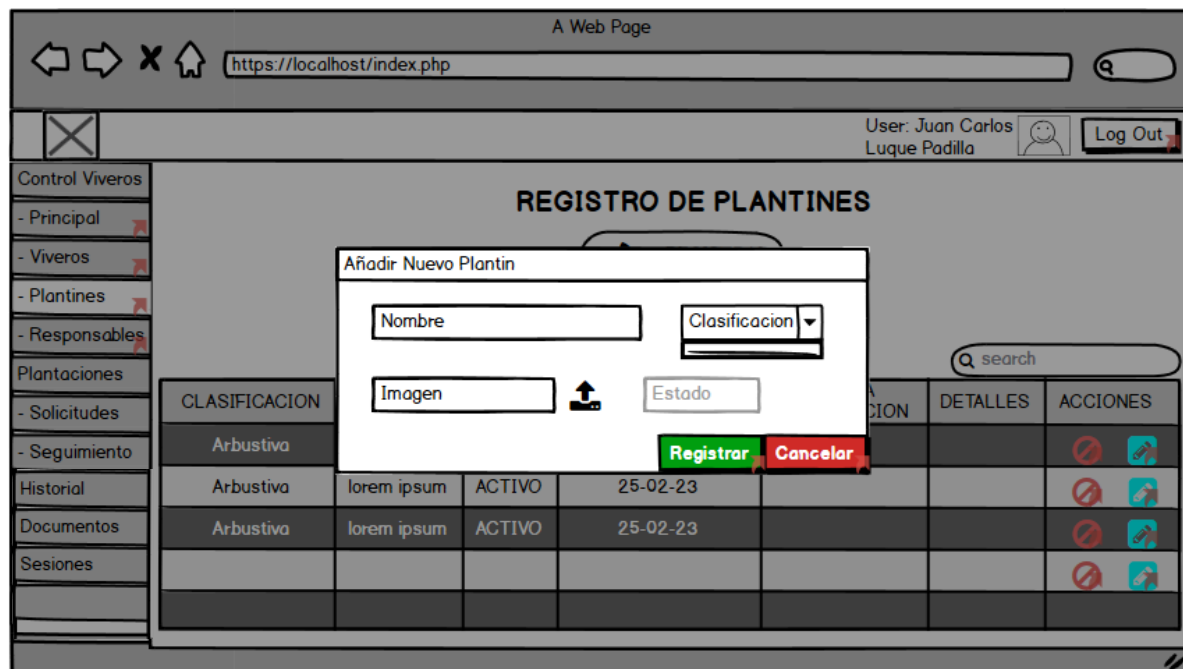 A Web Page
https://localhost/index.php
User: Juan Carlos
Luque Padilla
Log Out
Control Viveros
- Principal
- Viveros
- Plantines
- Responsables
Plantaciones
- Solicitudes
- Seguimiento
Historial
Documentos
Sesiones
REGISTRO DE PLANTINES
Añadir Nuevo Plantin
Nombre
Clasificacion
Imagen
Estado
Registrar
Cancelar
search
CLASIFICACION
DETALLES
ACCIONES
Arbustiva
Arbustiva lorem ipsum ACTIVO 25-02-23
Arbustiva lorem ipsum ACTIVO 25-02-23